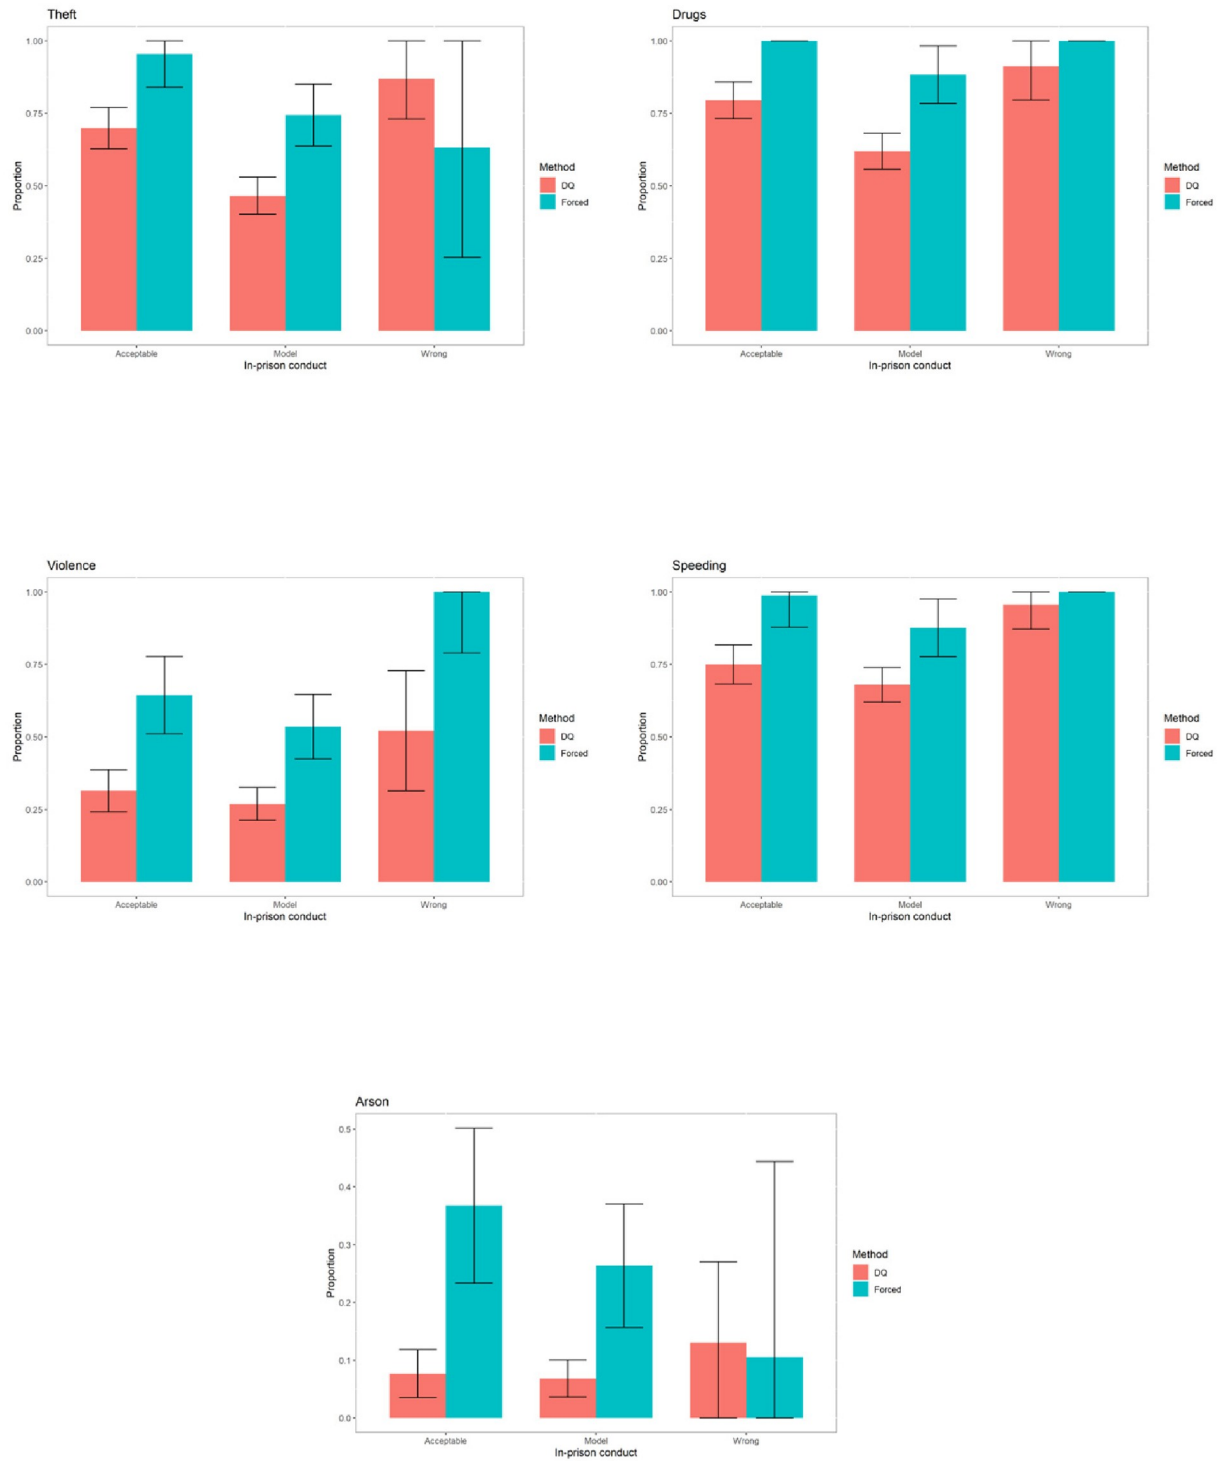 Theft
1.00
0.75
0.50
0.25
0.00
Proportion
Acceptable
Model
Wrong
In-prison conduct
Method
DQ
Forced
Drugs
1.00
0.75
0.50
0.25
0.00
Proportion
Acceptable
Model
Wrong
In-prison conduct
Method
DQ
Forced
Violence
1.00
0.75
0.50
0.25
0.00
Proportion
Acceptable
Model
Wrong
In-prison conduct
Method
DQ
Forced
Speeding
1.00
0.75
0.50
0.25
0.00
Proportion
Acceptable
Model
Wrong
In-prison conduct
Method
DQ
Forced
Arson
0.5
0.4
0.3
0.2
0.1
0.0
Proportion
Acceptable
Model
Wrong
In-prison conduct
Method
DQ
Forced